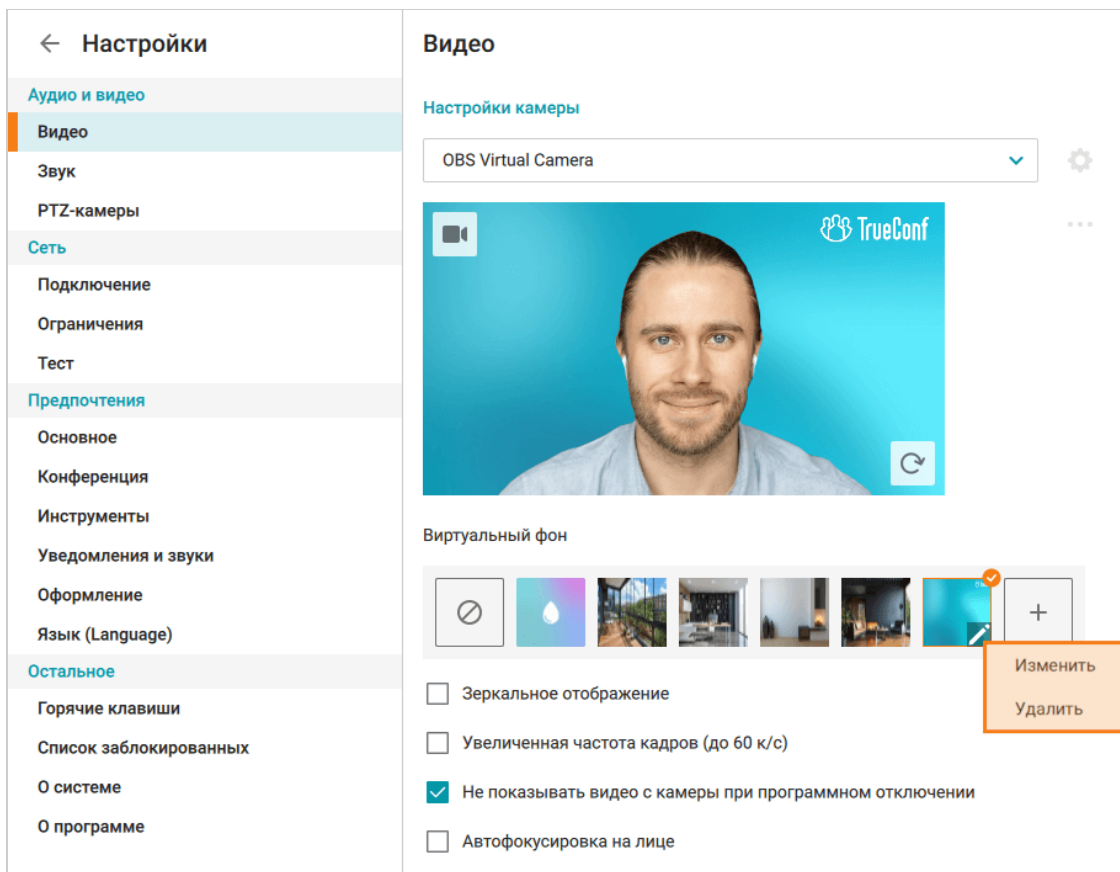 Настройки
Аудио и видео
Видео
Звук
PTZ-камеры
Сеть
Подключение
Ограничения
Тест
Предпочтения
Основное
Конференция
Инструменты
Уведомления и звуки
Оформление
Язык (Language)
Остальное
Горячие клавиши
Список заблокированных
О системе
О программе
Видео
Настройки камеры
OBS Virtual Camera
TrueConf
Виртуальный фон
Изменить
Удалить
Зеркальное отображение
Увеличенная частота кадров (до 60 к/с)
Не показывать видео с камеры при программном отключении
Автофокусировка на лице